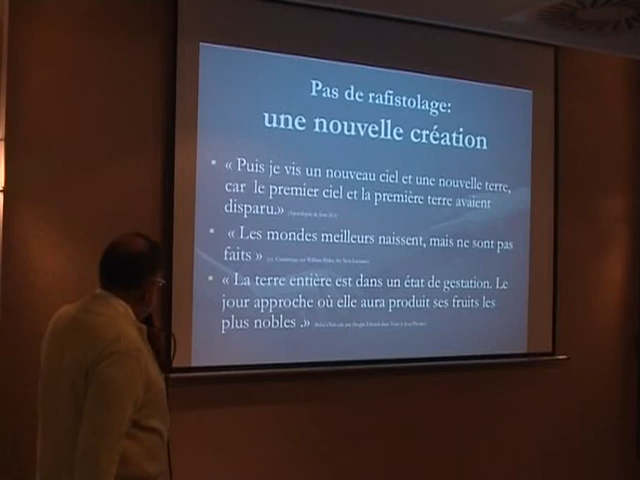 Pas de rafistolage:
une nouvelle création
• « Puis je vis un nouveau ciel et une nouvelle terre,
car le premier ciel et la première terre avaient
disparu.»
• « Les mondes meilleurs naissent, mais ne sont pas
faits »
• « La terre entière est dans un état de gestation. Le
jour approche où elle aura produit ses fruits les
plus nobles .»